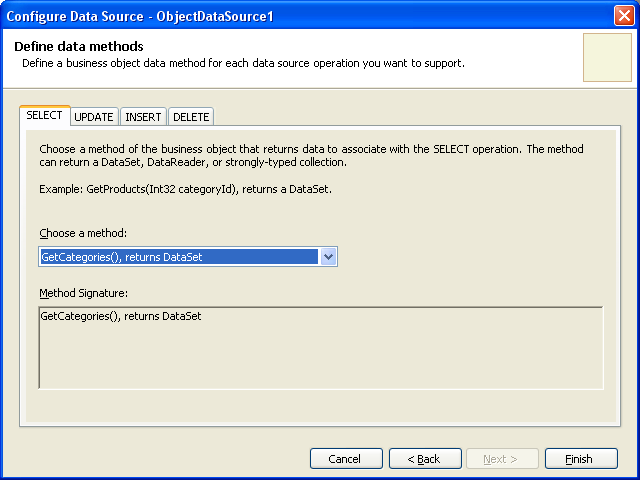 Configure Data Source - ObjectDataSource1
Define data methods
Define a business object data method for each data source operation you want to support.
SELECT UPDATE INSERT DELETE
Choose a method of the business object that returns data to associate with the SELECT operation. The method
can return a DataSet, DataReader, or strongly-typed collection.
Example: GetProducts(Int32 categoryId), returns a DataSet.
Choose a method:
GetCategories(), returns DataSet
Method Signature:
GetCategories(), returns DataSet
Cancel < Back Next > Finish